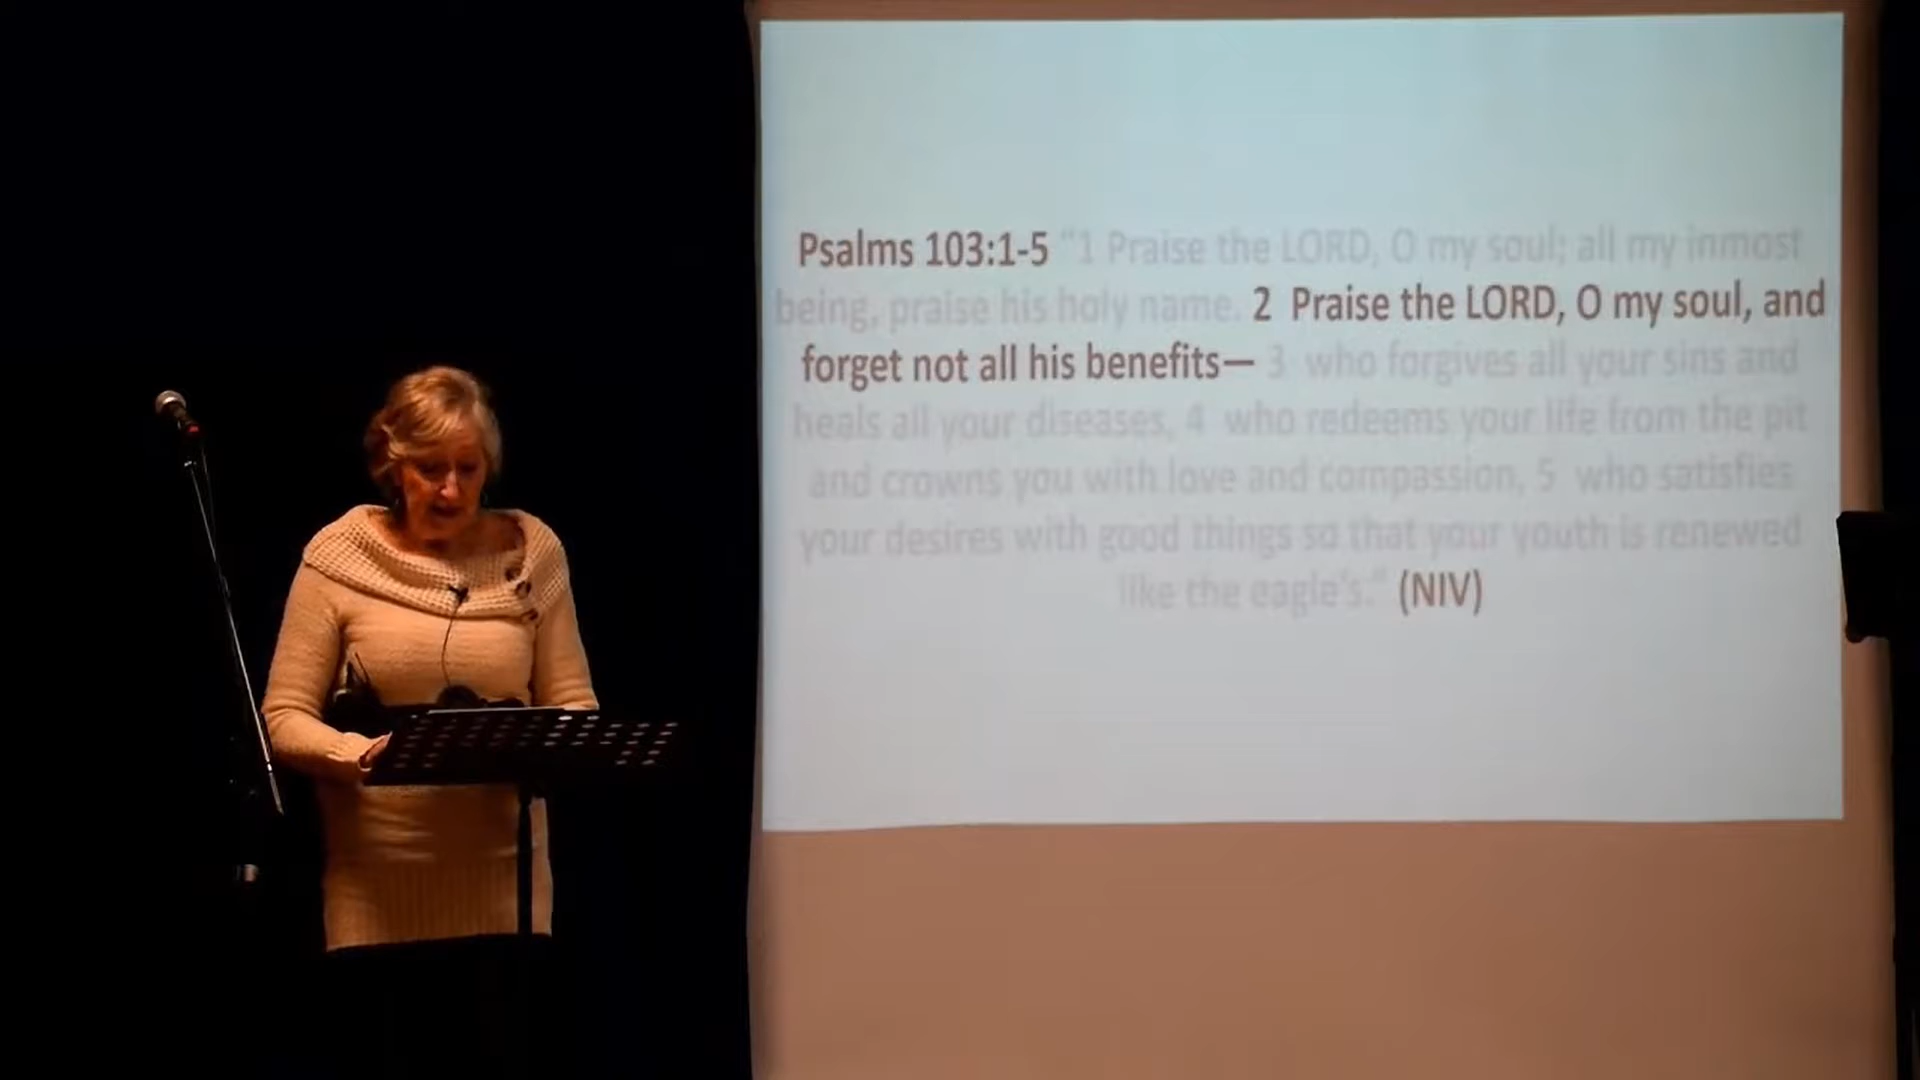 Psalms 103:1-5 "1 Praise the LORD, O my soul; all my inmost
being, praise his holy name. 2 Praise the LORD, O my soul, and
forget not all his benefits— 3 who forgives all your sins and
heals all your diseases, 4 who redeems your life from the pit
and crowns you with love and compassion, 5 who satisfies
your desires with good things so that your youth is renewed
like the eagle's." (NIV)